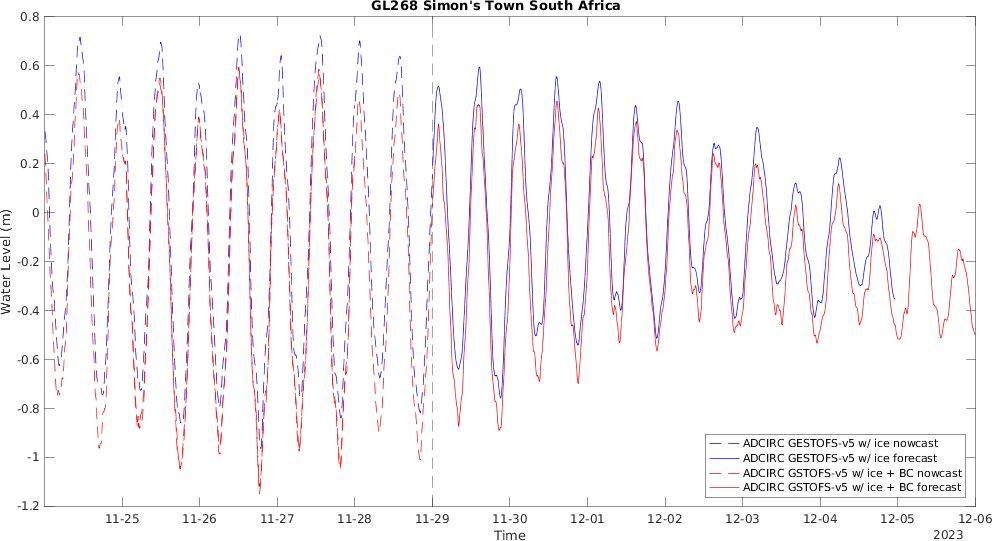 GL268 Simon's Town South Africa
Water Level (m)
0.8
0.6
0.4
0.2
0
-0.2
-0.4
-0.6
-0.8
-1
-1.2
ADCIRC GESTOFS-v5 w/ ice nowcast
ADCIRC GESTOFS-v5 w/ ice forecast
ADCIRC GSTOFS-v5 w/ ice + BC nowcast
ADCIRC GSTOFS-v5 w/ ice + BC forecast
11-25 11-26 11-27 11-28 11-29 11-30 12-01 12-02 12-03 12-04 12-05 12-06
Time
2023